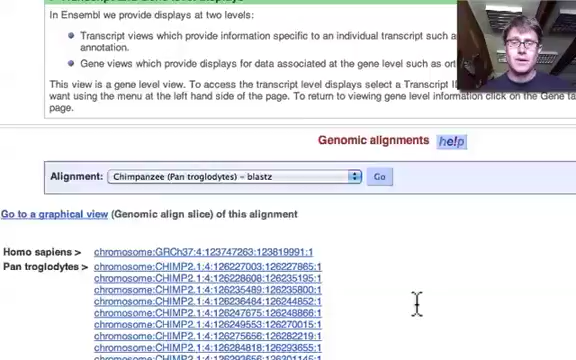 In Ensembl we provide displays at two levels:
Transcript views which provide information specific to an individual transcript such as
annotation.
Gene views which provide displays for data associated at the gene level such as ort
This view is a gene level view. To access the transcript level displays select a Transcript ID
want using the menu at the left hand side of the page. To return to viewing gene level information click on the Gene ta
page.
Genomic alignments help
Alignment: Chimpanzee (Pan troglodytes) - blastz Go
Go to a graphical view (Genomic align slice) of this alignment
Homo sapiens > chromosome:GRCh37:4:123747263:123819991:1
Pan troglodytes > chromosome:CHIMP2.1:4:126227003:126227865:1
chromosome:CHIMP2.1:4:126228608:126235195:1
chromosome:CHIMP2.1:4:126235489:126235800:1
chromosome:CHIMP2.1:4:126236484:126244852:1
chromosome:CHIMP2.1:4:126247675:126248866:1
chromosome:CHIMP2.1:4:126249553:126270015:1
chromosome:CHIMP2.1:4:126275656:126282219:1
chromosome:CHIMP2.1:4:126284818:126293655:1